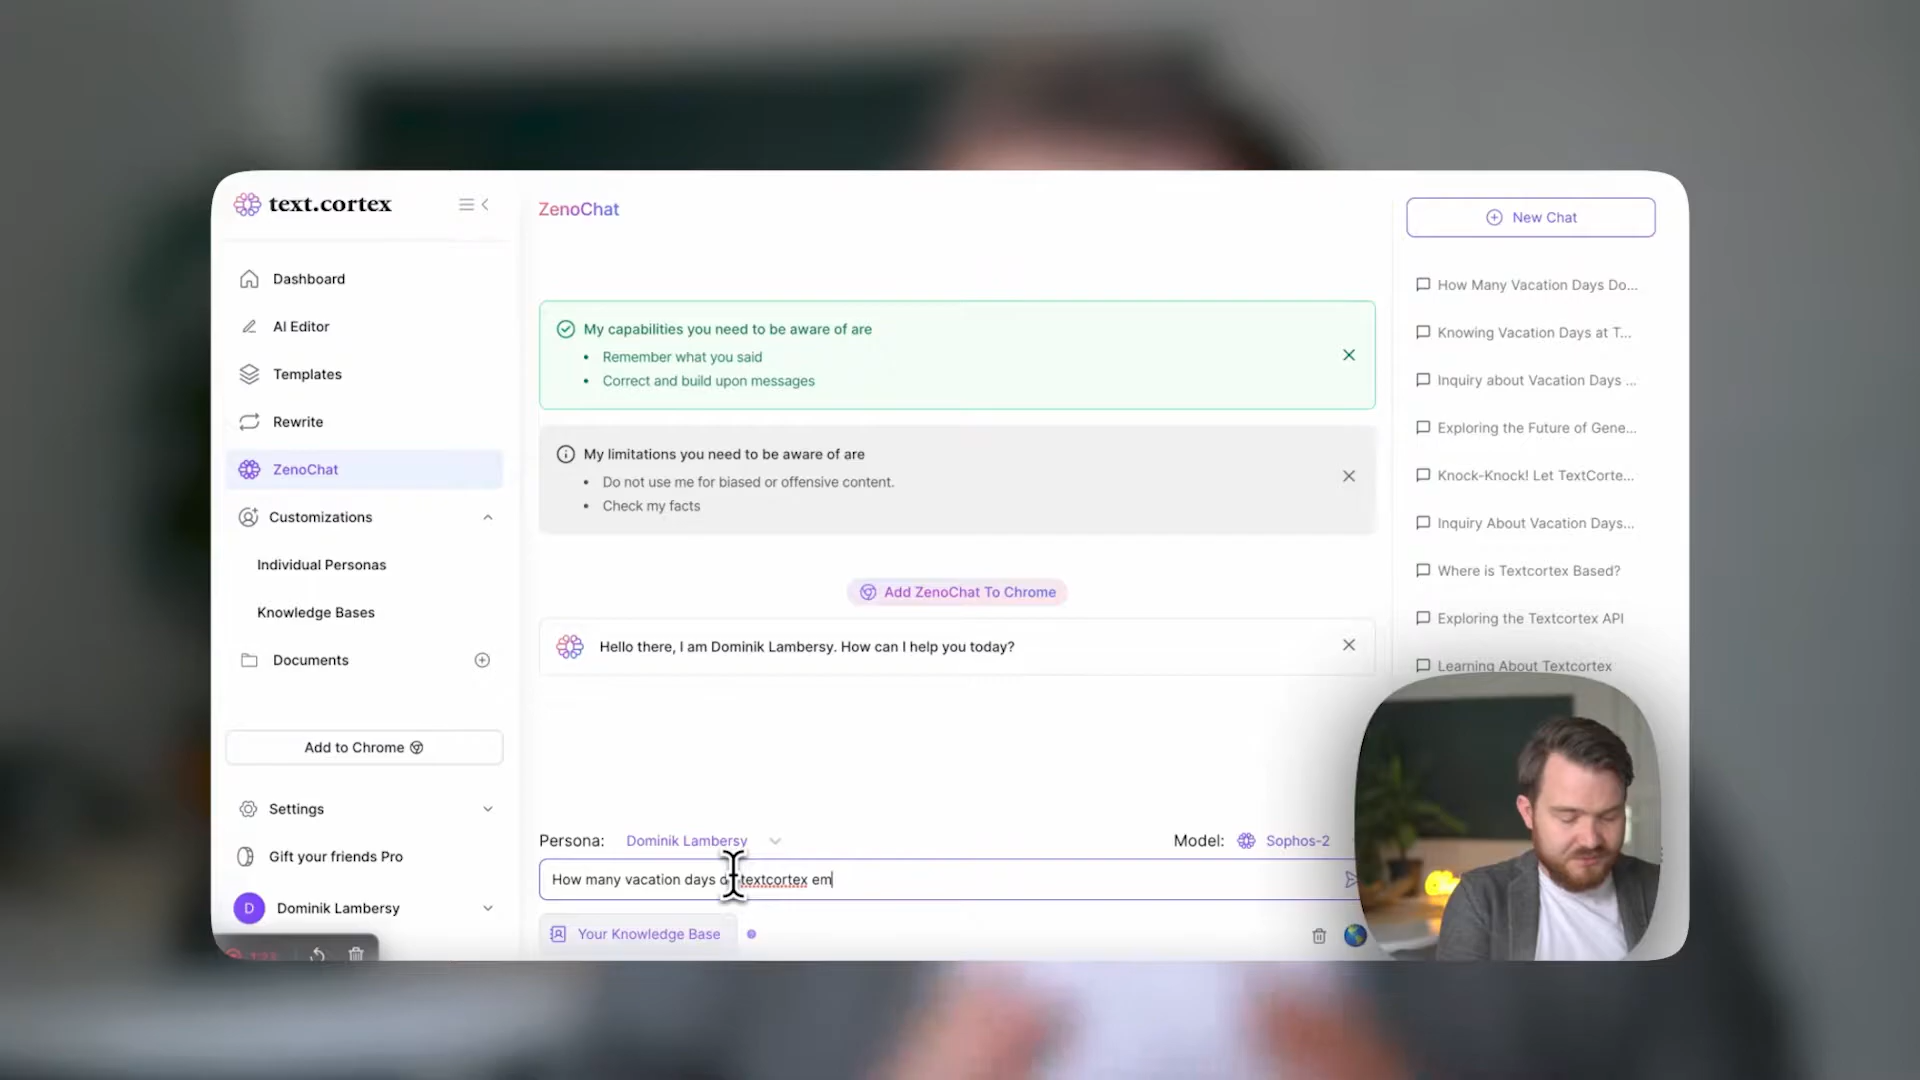 text.cortex
Dashboard
AI Editor
Templates
Rewrite
ZenoChat
Customizations
Individual Personas
Knowledge Bases
Documents
Add to Chrome
Settings
Gift your friends Pro
D Dominik Lambersy
ZenoChat
My capabilities you need to be aware of are
• Remember what you said
• Correct and build upon messages
My limitations you need to be aware of are
• Do not use me for biased or offensive content.
• Check my facts
Add ZenoChat To Chrome
Hello there, I am Dominik Lambersy. How can I help you today?
Persona: Dominik Lambersy
Model: Sophos-2
How many vacation days textcortex em
Your Knowledge Base
New Chat
How Many Vacation Days Do...
Knowing Vacation Days at T...
Inquiry about Vacation Days ...
Exploring the Future of Gene...
Knock-Knock! Let TextCorte...
Inquiry About Vacation Days...
Where is Textcortex Based?
Exploring the Textcortex API
Learning About Textcortex